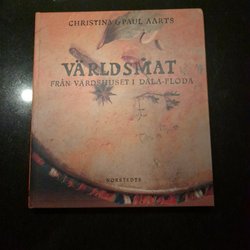 CHRISTINA & PAUL AARTS
VÄRLDSMAT
FRÅN VÄRDSHUSET I DALA-FLODA
NORSTEDTS